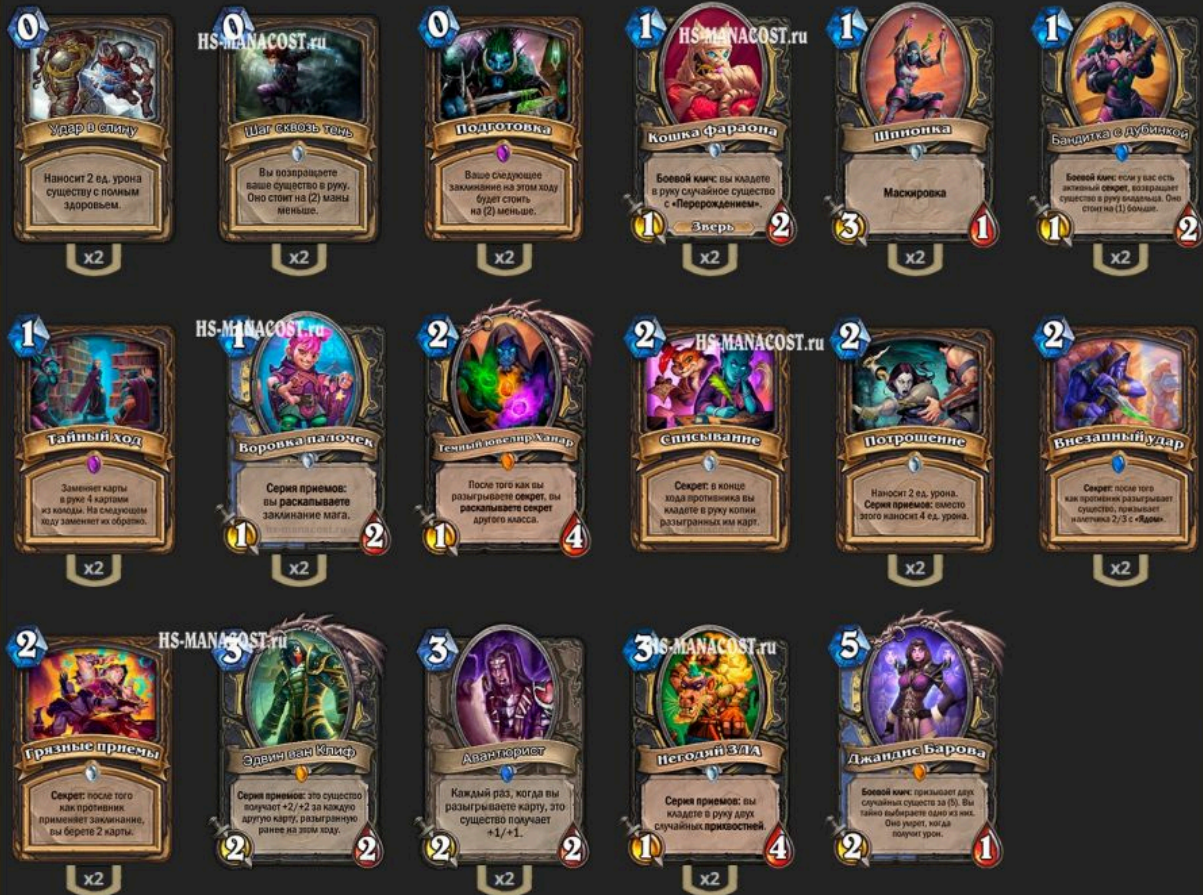 0
Удар в спину
Наносит 2 ед. урона
существу с полным
здоровьем.
x2
0
HS-MANACOST.ru
Шаг сквозь тень
Вы возвращаете
ваше существо в руку.
Оно стоит на (2) маны
меньше.
x2
0
Подготовка
Ваше следующее
заклинание на этом ходу
будет стоить
на (2) меньше.
x2
1
HS-MANACOST.ru
Кошка фараона
Боевой клич: вы кладете
в руку случайное существо
с «Перерождением».
1
Зверь
2
x2
1
Шпионка
Маскировка
3
1
x2
1
Бандитка с дубинкой
Боевой клич: если у вас есть
активный секрет, возвращает
существо в руку владельца. Оно
стоит на (1) больше.
1
2
x2
1
Тайный ход
Заменяет карты
в руке 4 картами
из колоды. На следующем
ходу заменяет их обратно.
x2
HS-MANACOST.ru
1
Воровка палочек
Серия приемов:
вы раскапываете
заклинание мага.
1
2
x2
2
Темный ювелир Ханар
После того как вы
разыгрываете секрет, вы
раскапываете секрет
другого класса.
1
4
2
HS-MANACOST.ru
Списывание
Секрет: в конце
хода противника вы
кладете в руку копии
разыгранных им карт.
2
Потрошение
Наносит 2 ед. урона.
Серия приемов: вместо
этого наносит 4 ед. урона.
x2
2
Внезапный удар
Секрет: после того
как противник разыгрывает
существо, призывает
налетчика 2/3 с «Ядом».
x2
2
Грязные приемы
Секрет: после того
как противник
применяет заклинание,
вы берете 2 карты.
x2
HS-MANACOST.ru
3
Эдвин ван Клиф
Серия приемов: это существо
получает +2/+2 за каждую
другую карту, разыгранную
ранее на этом ходу.
2
2
3
Авантюрист
Каждый раз, когда вы
разыгрываете карту, это
существо получает
+1/+1.
2
2
x2
3
HS-MANACOST.ru
Негодяй ЗЛА
Серия приемов: вы
кладете в руку двух
случайных прихвостней.
1
4
x2
5
Джандис Барова
Боевой клич: призывает двух
случайных существ за (5). Вы
тайно выбираете одно из них.
Оно умрет, когда
получит урон.
2
1